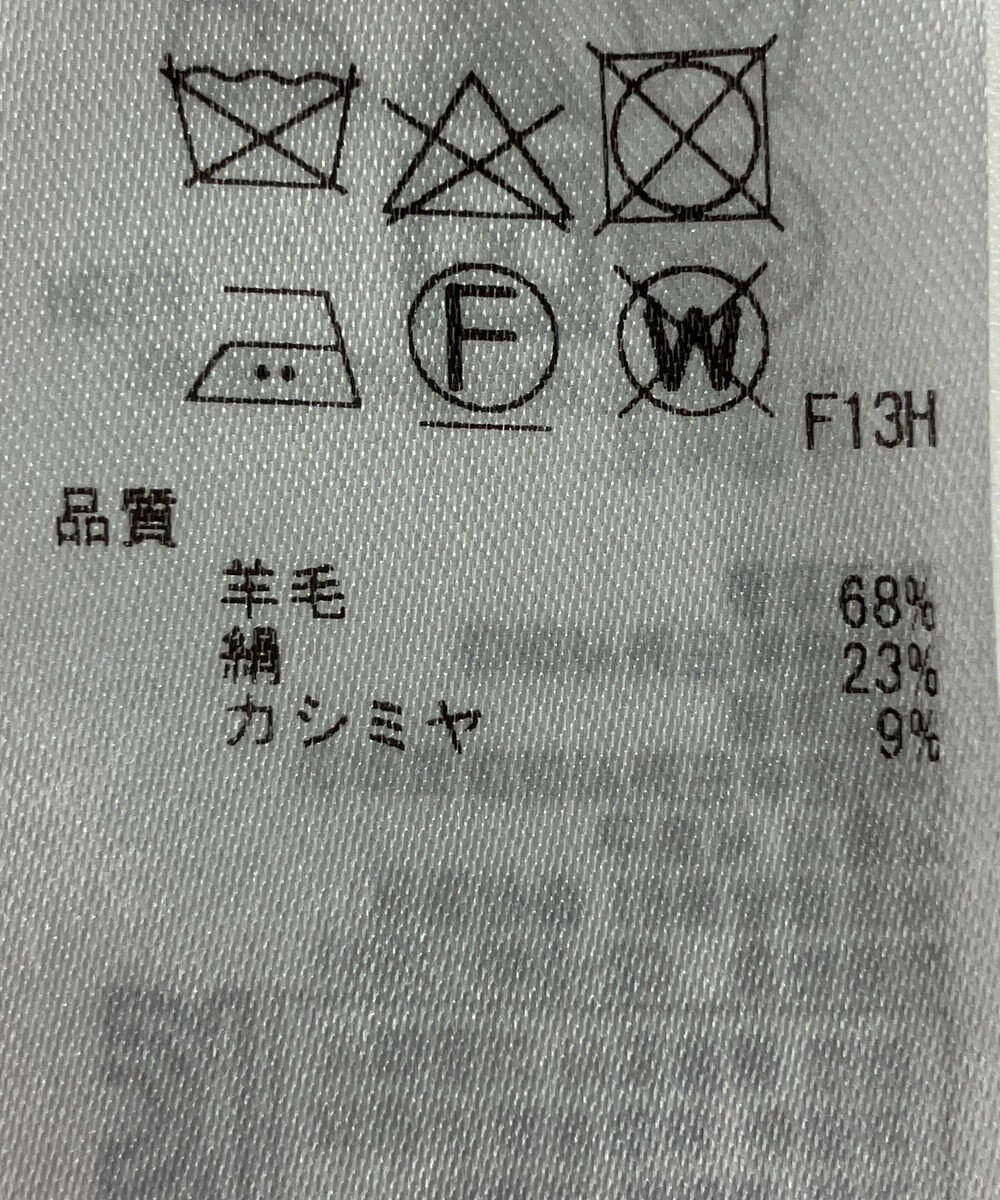 F W
F13H
品質
羊毛 68%
絹 23%
カシミヤ 9%